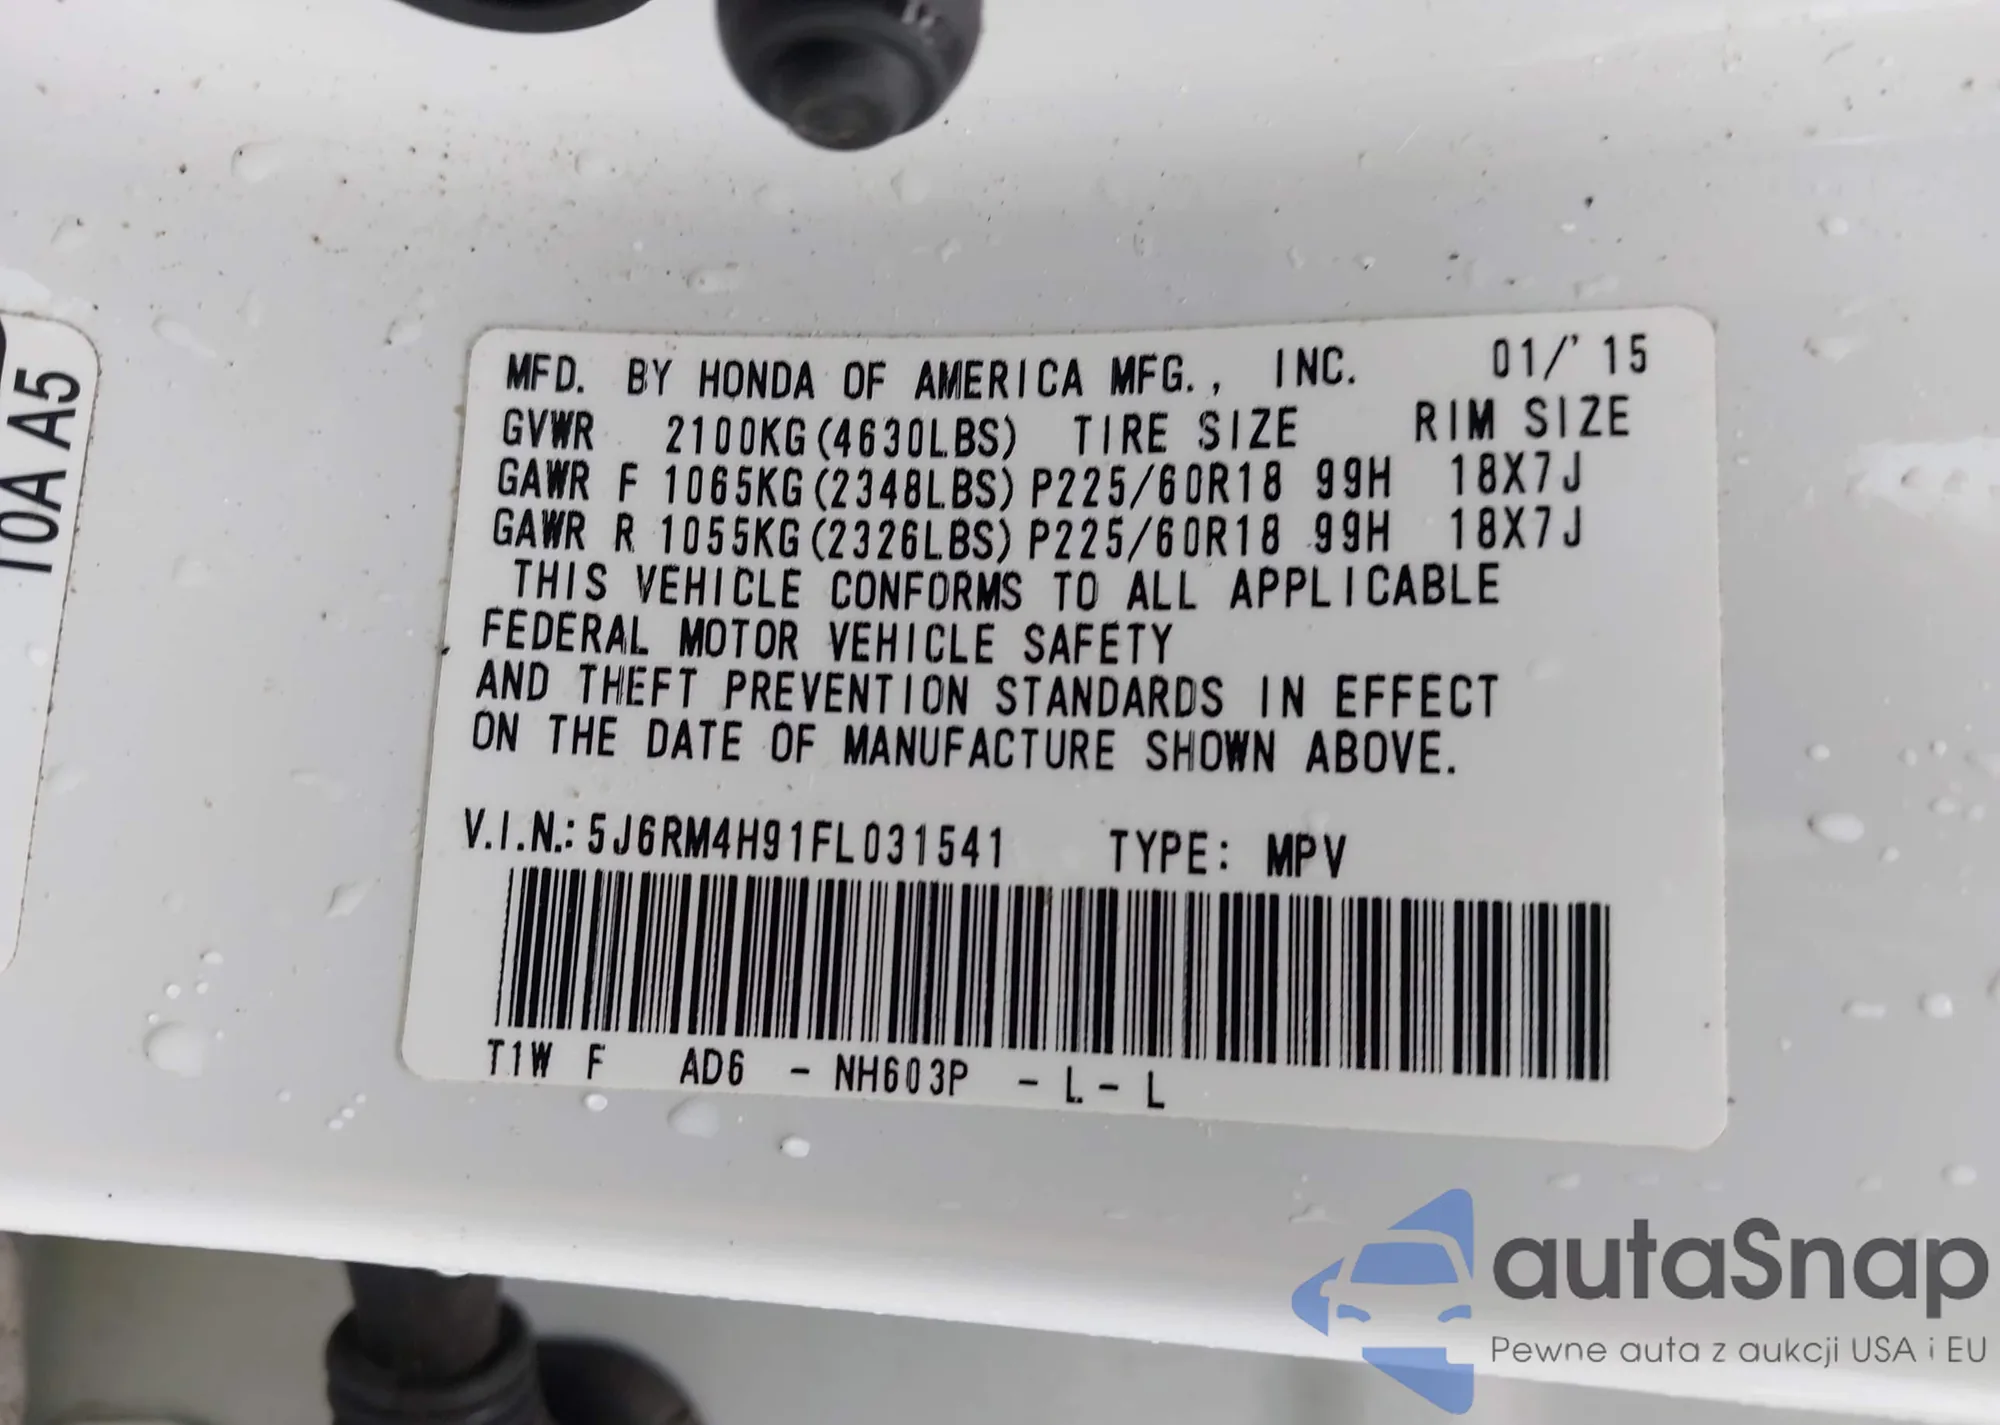 10A A5
MFD. BY HONDA OF AMERICA MFG., INC. 01/'15
GVWR 2100KG(4630LBS) TIRE SIZE RIM SIZE
GAWR F 1065KG(2348LBS) P225/60R18 99H 18X7J
GAWR R 1055KG(2326LBS) P225/60R18 99H 18X7J
THIS VEHICLE CONFORMS TO ALL APPLICABLE
FEDERAL MOTOR VEHICLE SAFETY
AND THEFT PREVENTION STANDARDS IN EFFECT
ON THE DATE OF MANUFACTURE SHOWN ABOVE.
V.I.N.: 5J6RM4H91FL031541 TYPE: MPV
T1W F AD6 - NH603P - L - L
autaSnap
Pewne auta z aukcji USA i EU